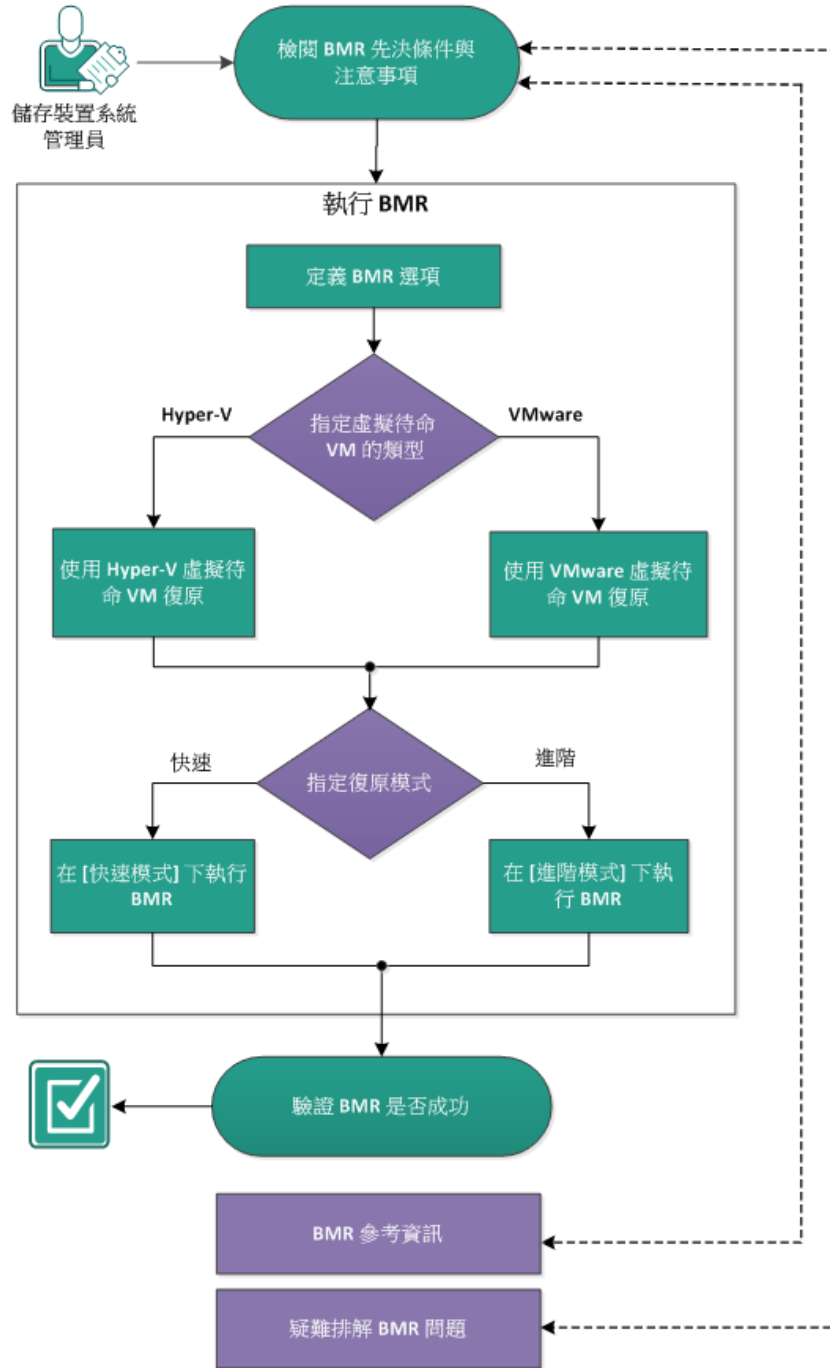 檢閱 BMR 先決條件與
注意事項
儲存裝置系統
管理員
執行 BMR
定義 BMR 選項
Hyper-V
指定虛擬待命
VM 的類型
VMware
使用 Hyper-V 虛擬待
命 VM 復原
使用 VMware 虛擬待
命 VM 復原
快速
指定復原模式
進階
在 [快速模式] 下執行
BMR
在 [進階模式] 下執
行 BMR
驗證 BMR 是否成功
BMR 參考資訊
疑難排解 BMR 問題